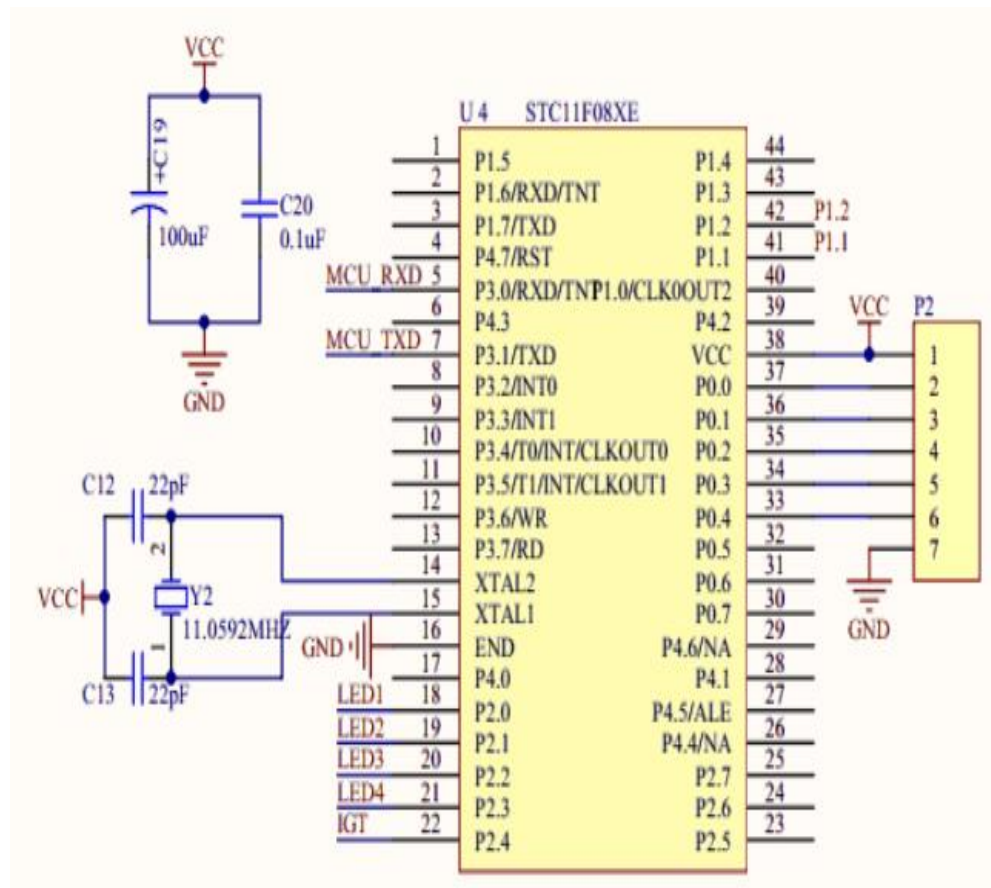 VCC
+C19
100uF
C20
0.1uF
GND
U 4 STC11F08XE
1 P1.5
2 P1.6/RXD/TNT
3 P1.7/TXD
4 P4.7/RST
MCU_RXD 5 P3.0/RXD/TNT
6 P4.3
MCU_TXD 7 P3.1/TXD
8 P3.2/INT0
9 P3.3/INT1
10 P3.4/T0/INT/CLKOUT0
11 P3.5/T1/INT/CLKOUT1
12 P3.6/WR
13 P3.7/RD
14 XTAL2
15 XTAL1
GND 16 END
17 P4.0
LED1 18 P2.0
LED2 19 P2.1
LED3 20 P2.2
LED4 21 P2.3
IGT 22 P2.4
P1.4 44
P1.3 43
P1.2 42 P1.2
P1.1 41 P1.1
P1.0/CLK0OUT2 40
P4.2 39
VCC 38
P0.0 37
P0.1 36
P0.2 35
P0.3 34
P0.4 33
P0.5 32
P0.6 31
P0.7 30
P4.6/NA 29
P4.1 28
P4.5/ALE 27
P4.4/NA 26
P2.7 25
P2.6 24
P2.5 23
VCC
P2
1
2
3
4
5
6
7
GND
C12 22pF
2
VCC
Y2
11.0592MHZ
1
C13 22pF